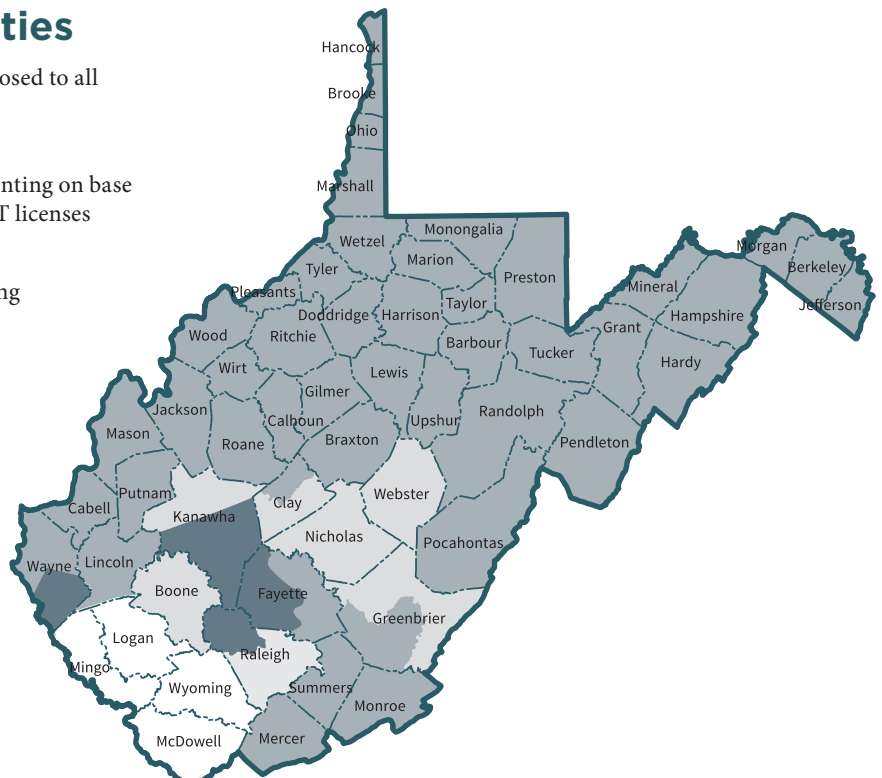 ties
osed to all
nting on base
T licenses
ng
Hancock
Brooke
Ohio
Marshall
Wetzel
Monongalia
Marion
Tyler
Preston
Pleasants
Morgan
Berkeley
Jefferson
Mineral
Hampshire
Doddridge
Harrison
Taylor
Grant
Wood
Ritchie
Barbour
Tucker
Hardy
Wirt
Lewis
Gilmer
Jackson
Calhoun
Upshur
Randolph
Mason
Roane
Braxton
Pendleton
Putnam
Cabell
Kanawha
Clay
Webster
Nicholas
Pocahontas
Wayne
Lincoln
Boone
Fayette
Greenbrier
Logan
Raleigh
Mingo
Wyoming
Summers
Monroe
McDowell
Mercer